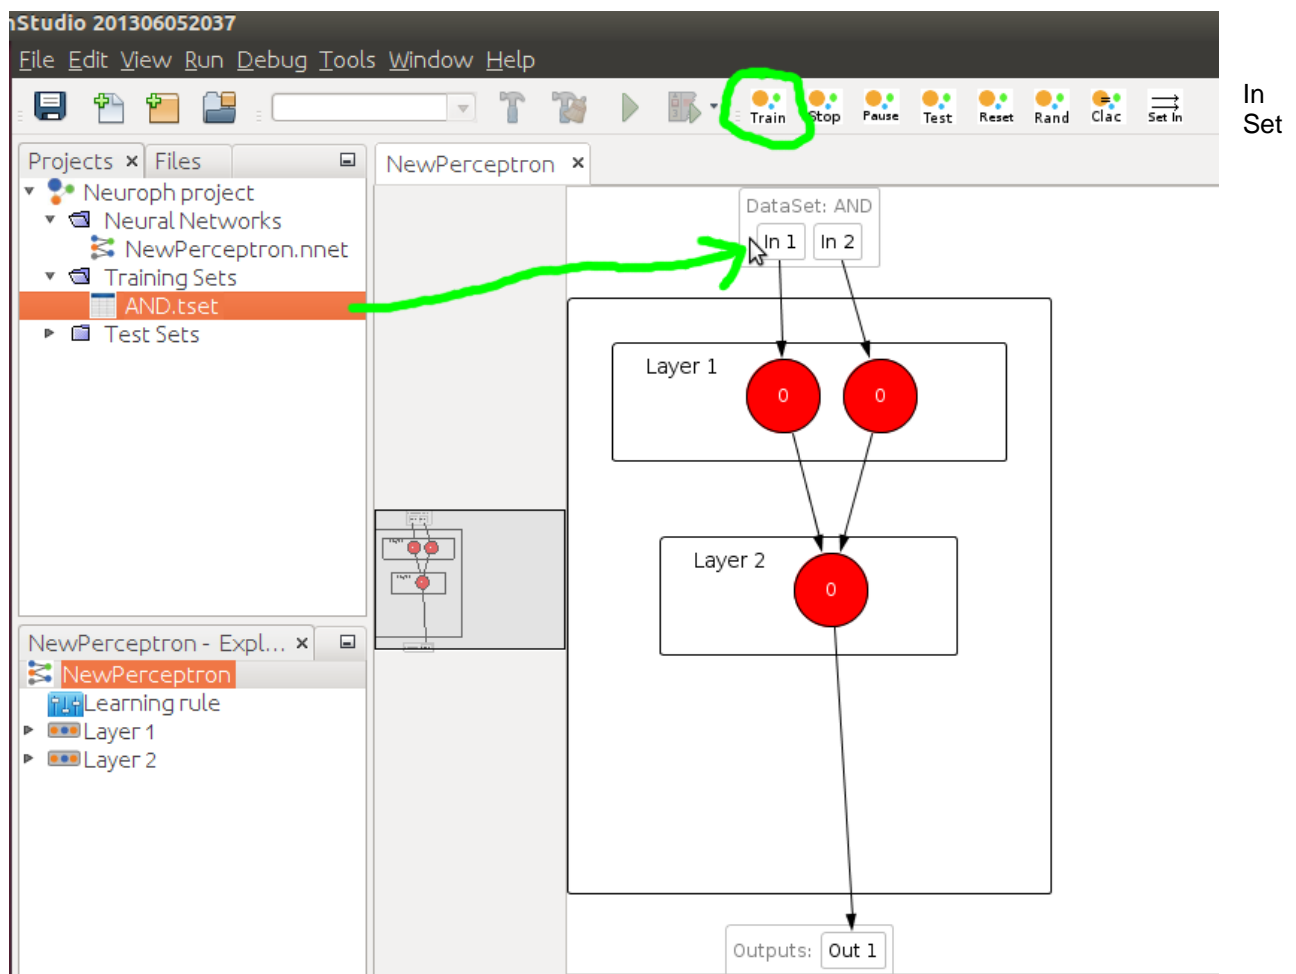 nStudio 201306052037
File Edit View Run Debug Tools Window Help
Train Stop Pause Test Reset Rand Clac Set In
In
Set
Projects Files
NewPerceptron
Neuroph project
Neural Networks
NewPerceptron.nnet
Training Sets
AND.tset
Test Sets
DataSet: AND
In 1 In 2
Layer 1
0 0
Layer 2
0
NewPerceptron - Expl...
NewPerceptron
Learning rule
Layer 1
Layer 2
Outputs: Out 1